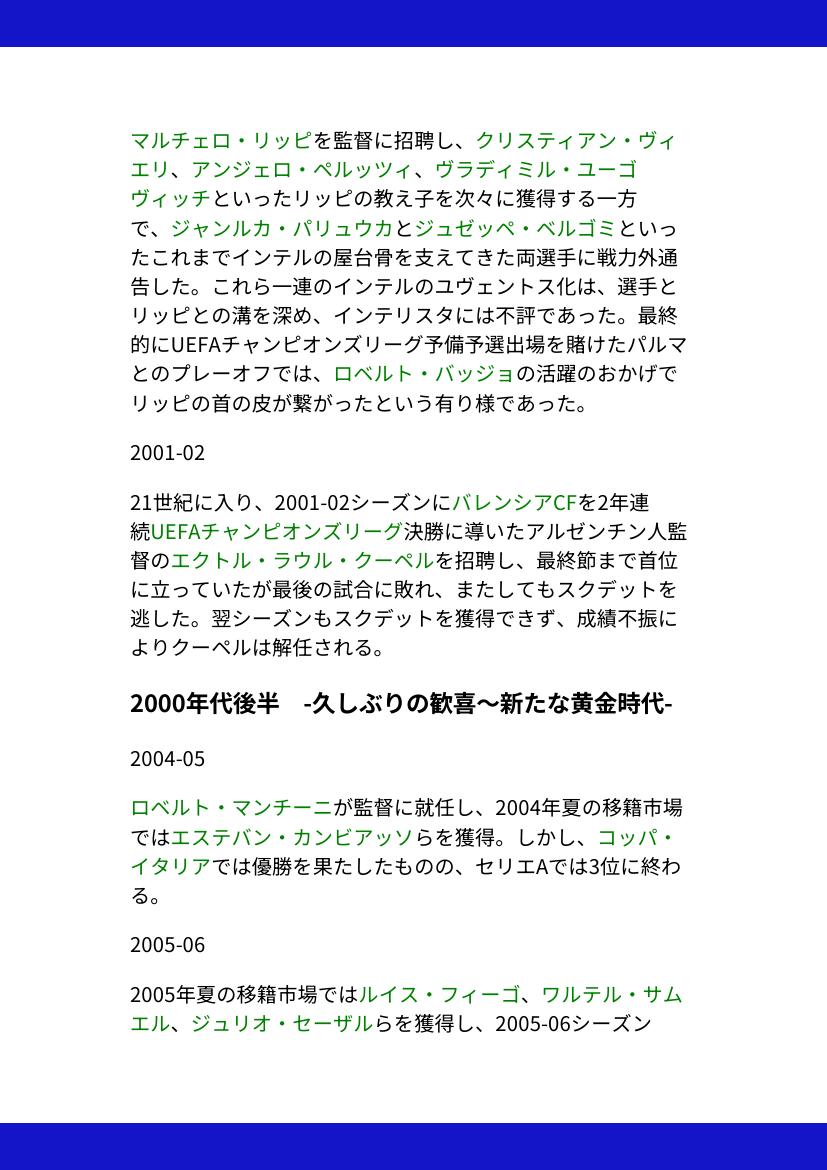 マルチェロ・リッピを監督に招聘し、クリスティアン・ヴィ
エリ、アンジェロ・ペルッツィ、ヴラディミル・ユーゴ
ヴィッチといったリッピの教え子を次々に獲得する一方
で、ジャンルカ・パリュウカとジュゼッペ・ベルゴミといっ
たこれまでインテルの屋台骨を支えてきた両選手に戦力外通
告した。これら一連のインテルのユヴェントス化は、選手と
リッピとの溝を深め、インテリスタには不評であった。最終
的にUEFAチャンピオンズリーグ予備予選出場を賭けたパルマ
とのプレーオフでは、ロベルト・バッジョの活躍のおかげで
リッピの首の皮が繋がったという有り様であった。
2001-02
21世紀に入り、2001-02シーズンにバレンシアCFを2年連
続UEFAチャンピオンズリーグ決勝に導いたアルゼンチン人監
督のエクトル・ラウル・クーペルを招聘し、最終節まで首位
に立っていたが最後の試合に敗れ、またしてもスクデットを
逃した。翌シーズンもスクデットを獲得できず、成績不振に
よりクーペルは解任される。
2000年代後半　-久しぶりの歓喜〜新たな黄金時代-
2004-05
ロベルト・マンチーニが監督に就任し、2004年夏の移籍市場
ではエステバン・カンビアッソらを獲得。しかし、コッパ・
イタリアでは優勝を果たしたものの、セリエAでは3位に終わ
る。
2005-06
2005年夏の移籍市場ではルイス・フィーゴ、ワルテル・サム
エル、ジュリオ・セーザルらを獲得し、2005-06シーズン